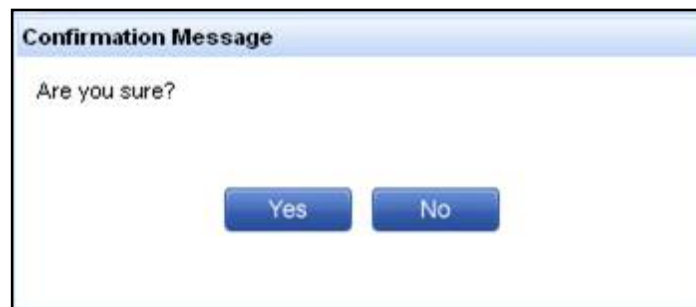 Confirmation Message
Are you sure?
Yes No